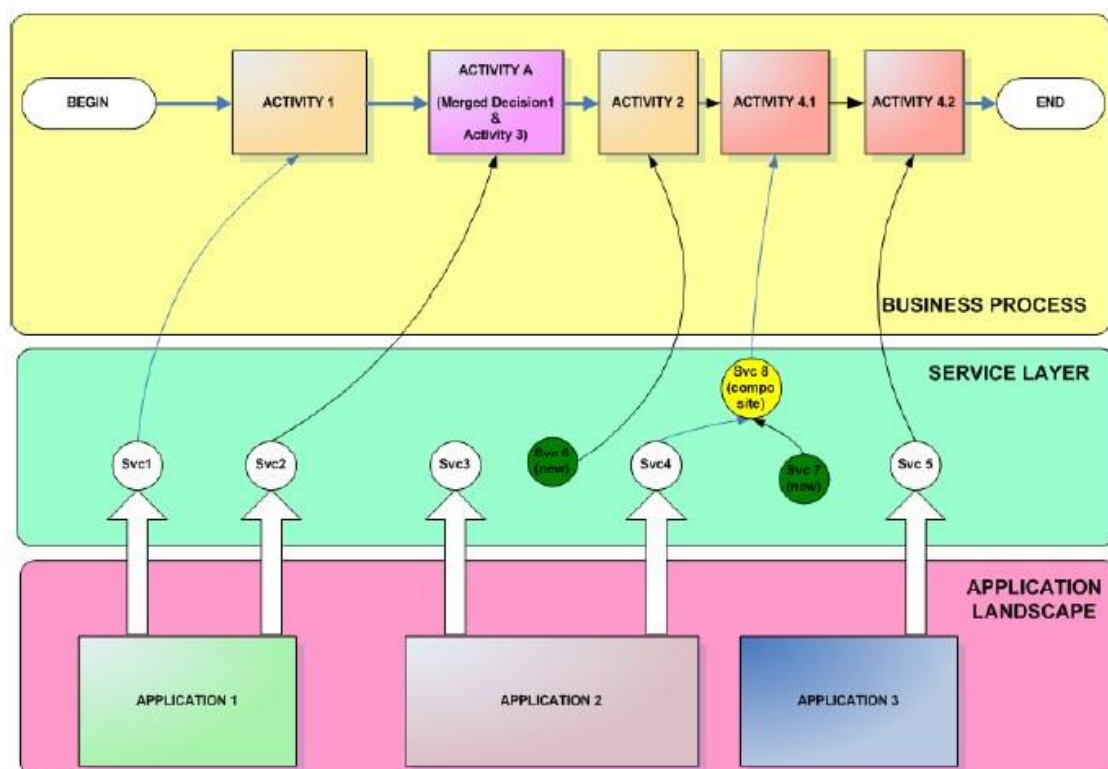 BEGIN
ACTIVITY 1
ACTIVITY A
(Merged Decision1
&
Activity 3)
ACTIVITY 2
ACTIVITY 4.1
ACTIVITY 4.2
END
BUSINESS PROCESS
SERVICE LAYER
Svc 8
(compo
site)
Svc1
Svc2
Svc3
Svc 6
(new)
Svc4
Svc 7
(new)
Svc 5
APPLICATION
LANDSCAPE
APPLICATION 1
APPLICATION 2
APPLICATION 3